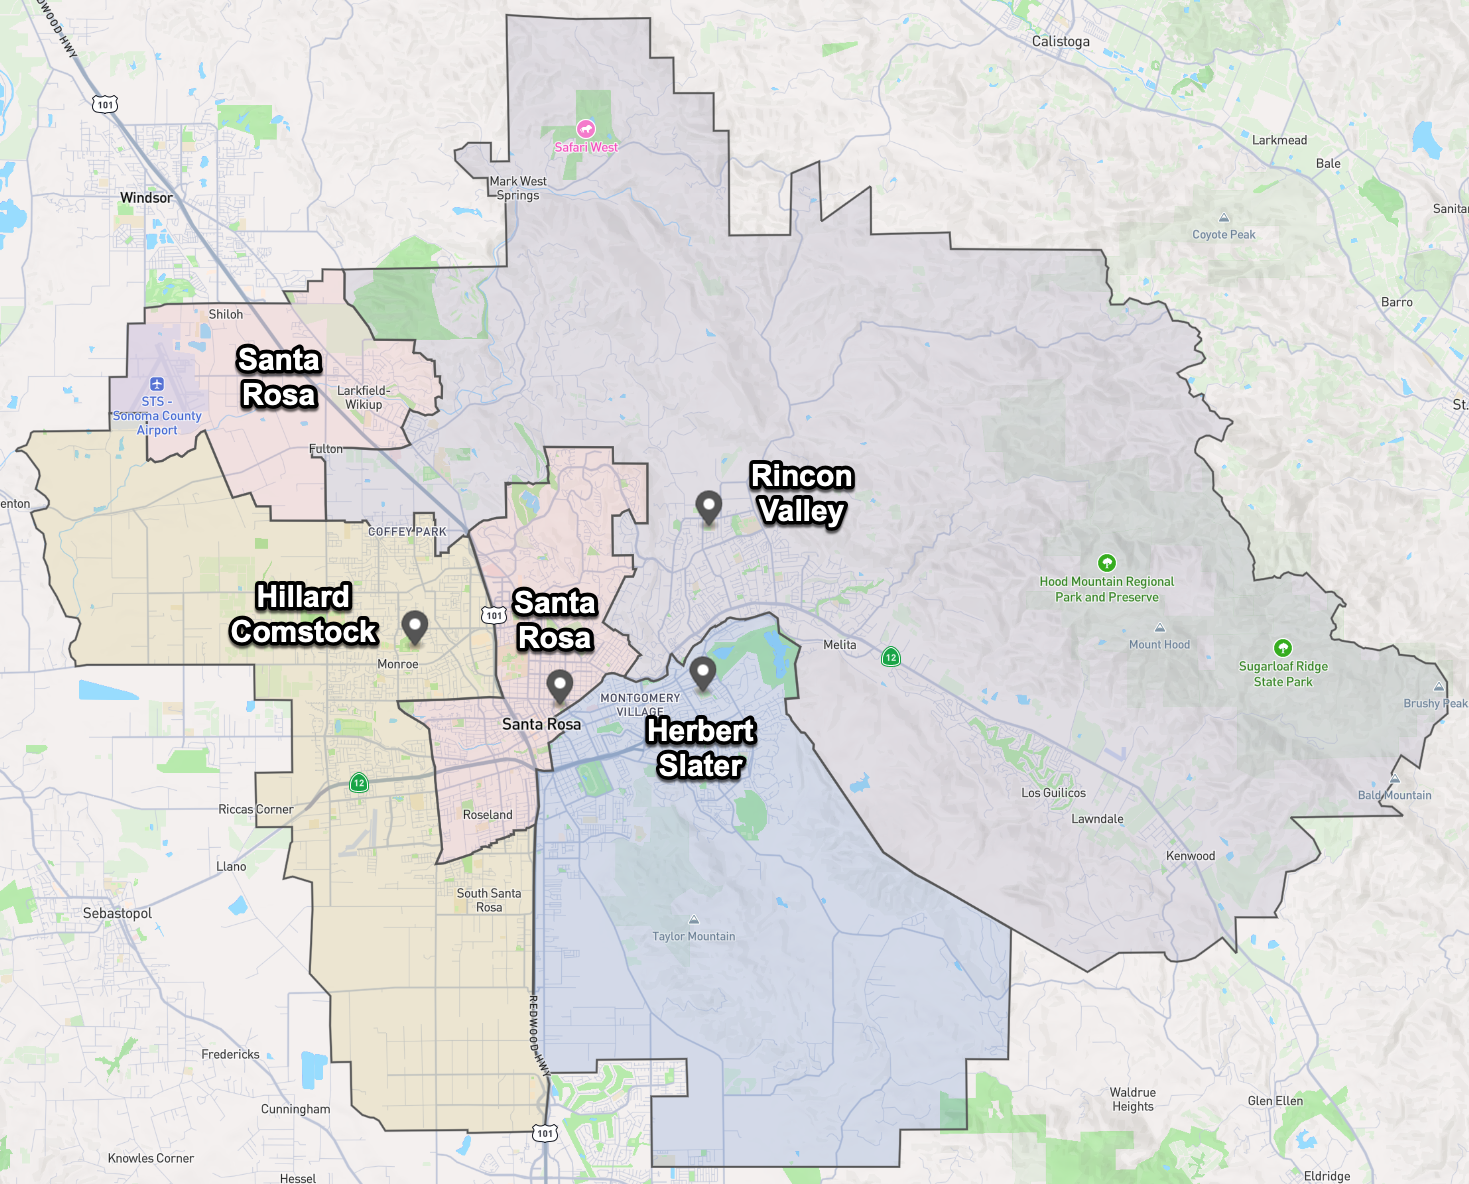 DWOOD HWY
Calistoga
101
Safari West
Larkmead
Bale
Mark West
Springs
Windsor
Sanita
Coyote Peak
Barro
Shiloh
Santa
Rosa
Larkfield-
Wikiup
STS -
Sonoma County
Airport
St.
Fulton
Rincon
Valley
enton
COFFEY PARK
Hood Mountain Regional
Park and Preserve
Hillard
Comstock
101
Santa
Rosa
Melita
12
Mount Hood
Sugarloaf Ridge
State Park
Monroe
MONTGOMERY
VILLAGE
Brushy Peak
Santa Rosa
Herbert
Slater
12
Riccas Corner
Roseland
Los Guilicos
Lawndale
Bald Mountain
Llano
Kenwood
South Santa
Rosa
Sebastopol
Taylor Mountain
REDWOOD HWY
Fredericks
Cunningham
Waldrue
Heights
Glen Ellen
101
Knowles Corner
Hessel
Eldridge